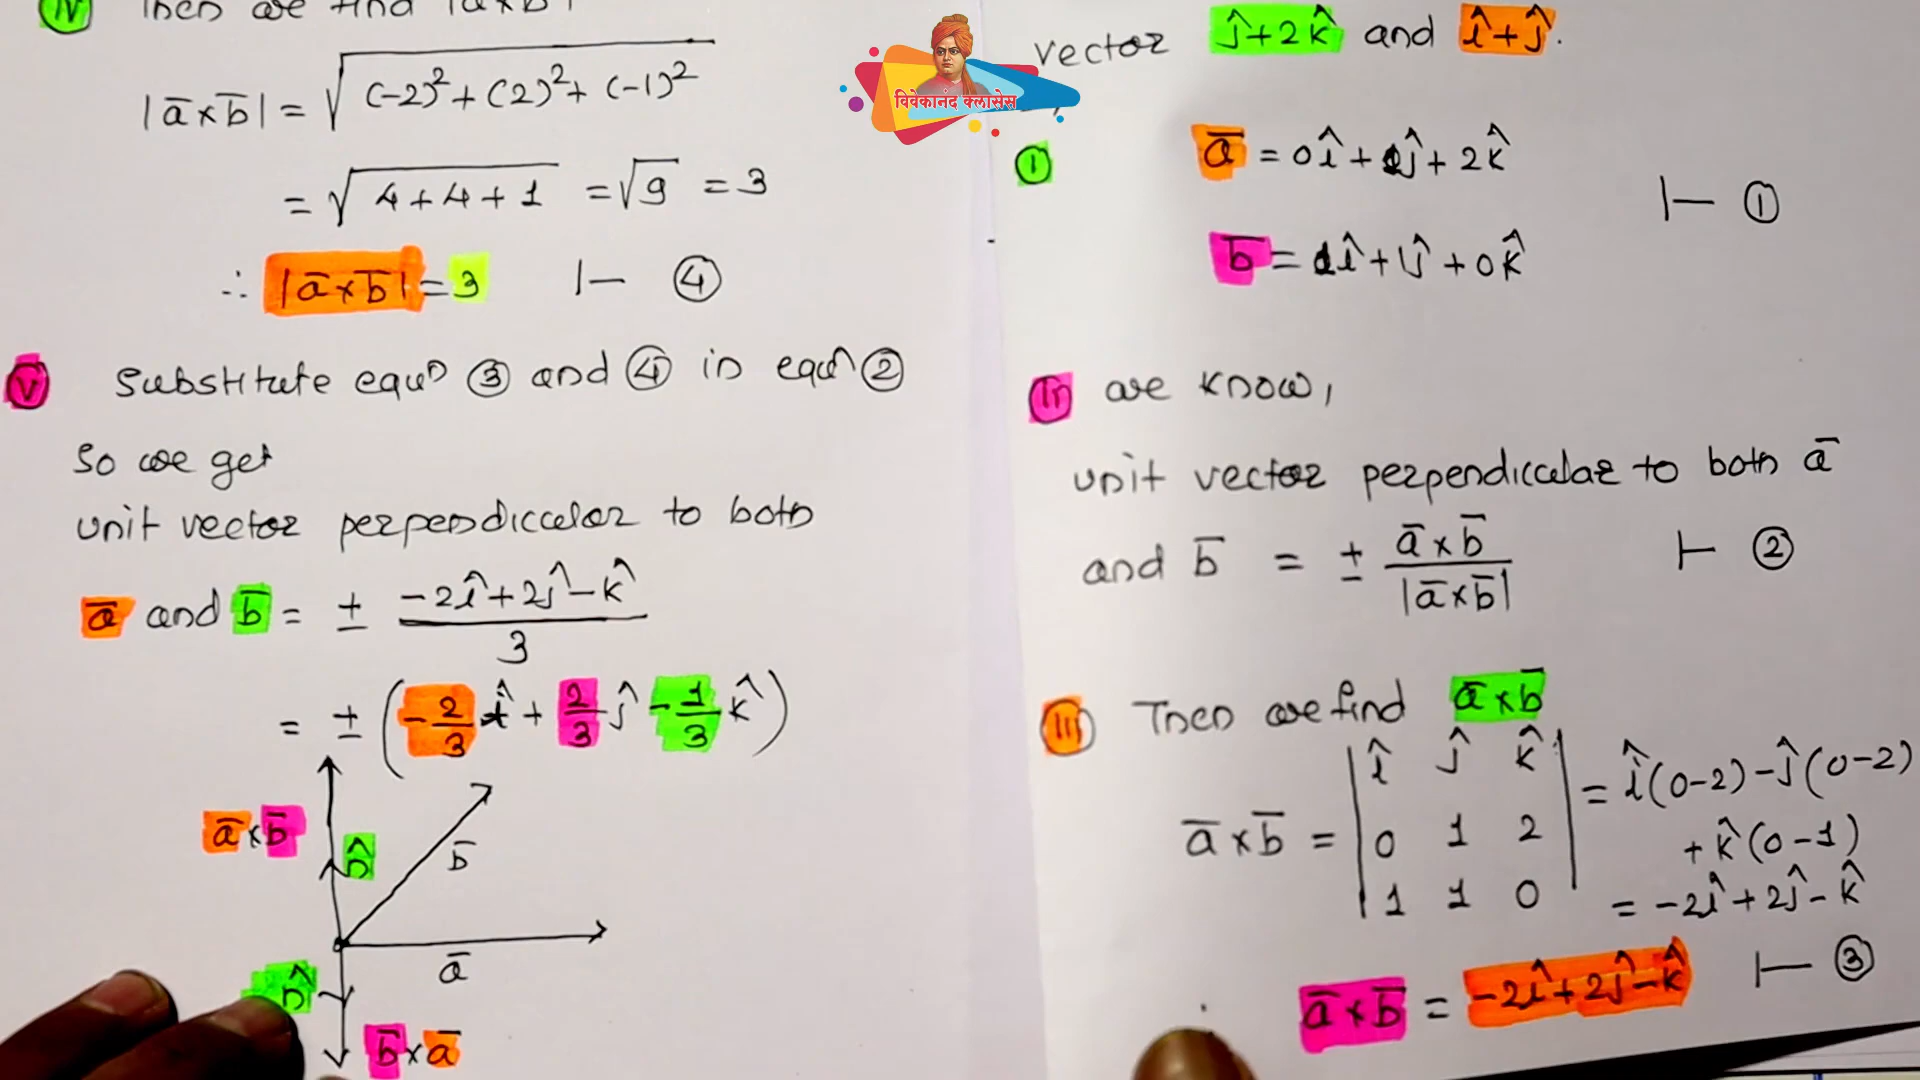 iv Then we find |a̅×b̅|
|a̅×b̅| = √(-2)²+(2)²+(-1)²
= √4+4+1 = √9 = 3
∴ |a̅×b̅| = 3 |— ④
v Substitute equⁿ ③ and ④ in equⁿ ②
So we get
unit vector perpendicular to both
a̅ and b̅ = ± (-2î+2ĵ-k̂)/3
= ± (-2/3 î + 2/3 ĵ - 1/3 k̂)
a̅×b̅
n̂
b̅
a̅
n̂
b̅×a̅
विवेकानंद क्लासेस
vector ĵ+2k̂ and î+ĵ.
i a̅ = 0î+1ĵ+2k̂
|— ①
b̅ = 1î+1ĵ+0k̂
ii we know,
unit vector perpendicular to both a̅
and b̅ = ± a̅×b̅/|a̅×b̅| |— ②
iii Then we find a̅×b̅
a̅×b̅ = | î ĵ k̂ | = î(0-2)-ĵ(0-2)
0 1 2 +k̂(0-1)
1 1 0 = -2î+2ĵ-k̂
a̅×b̅ = -2î+2ĵ-k̂ |— ③